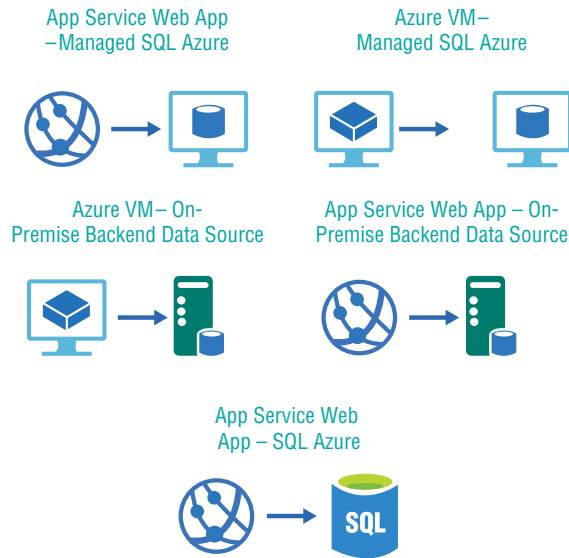 App Service Web App
–Managed SQL Azure
Azure VM–
Managed SQL Azure
Azure VM– On-
Premise Backend Data Source
App Service Web App – On-
Premise Backend Data Source
App Service Web
App – SQL Azure
SQL